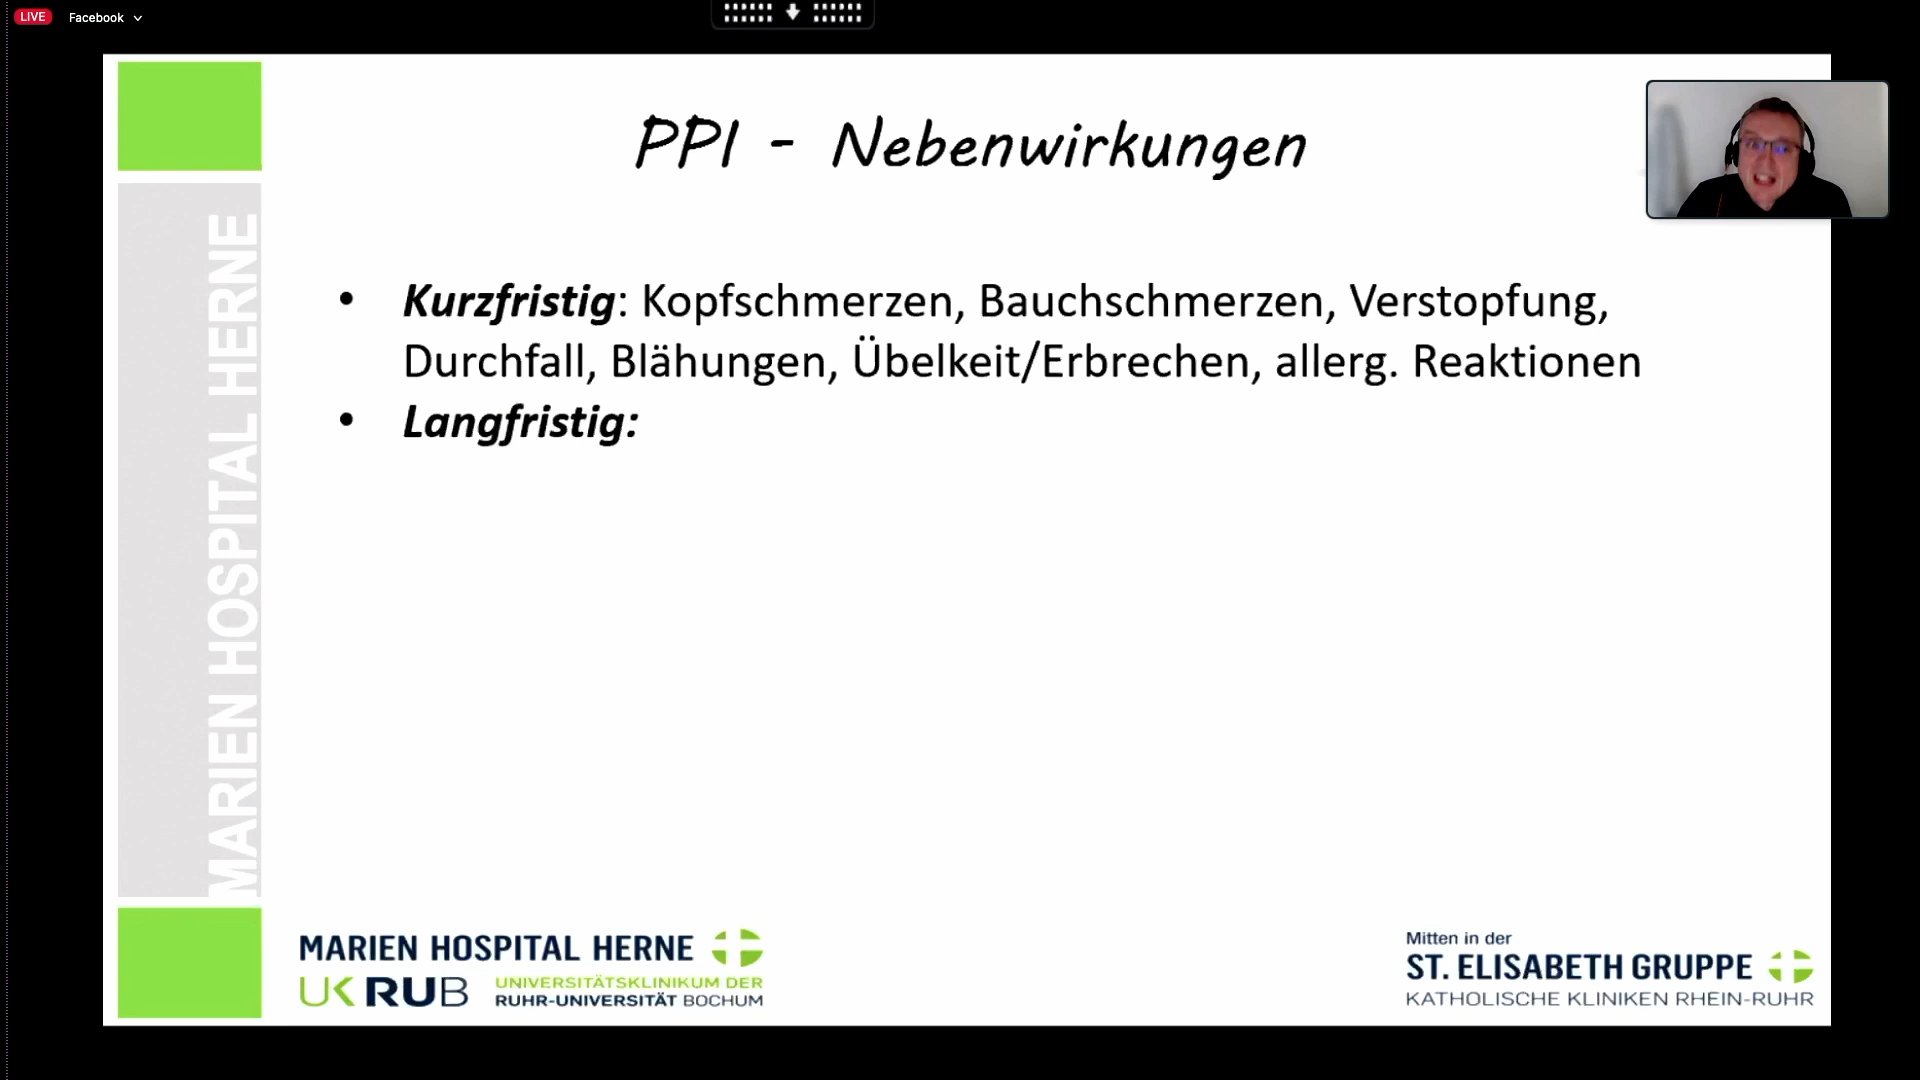 LIVE Facebook
PPI - Nebenwirkungen
MARIEN HOSPITAL HERNE
• Kurzfristig: Kopfschmerzen, Bauchschmerzen, Verstopfung,
Durchfall, Blähungen, Übelkeit/Erbrechen, allerg. Reaktionen
• Langfristig:
MARIEN HOSPITAL HERNE
UK RUB UNIVERSITÄTSKLINIKUM DER
RUHR-UNIVERSITÄT BOCHUM
Mitten in der
ST. ELISABETH GRUPPE
KATHOLISCHE KLINIKEN RHEIN-RUHR